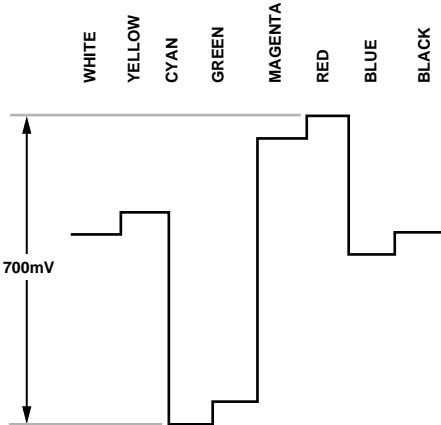 WHITE
YELLOW
CYAN
GREEN
MAGENTA
RED
BLUE
BLACK
700mV